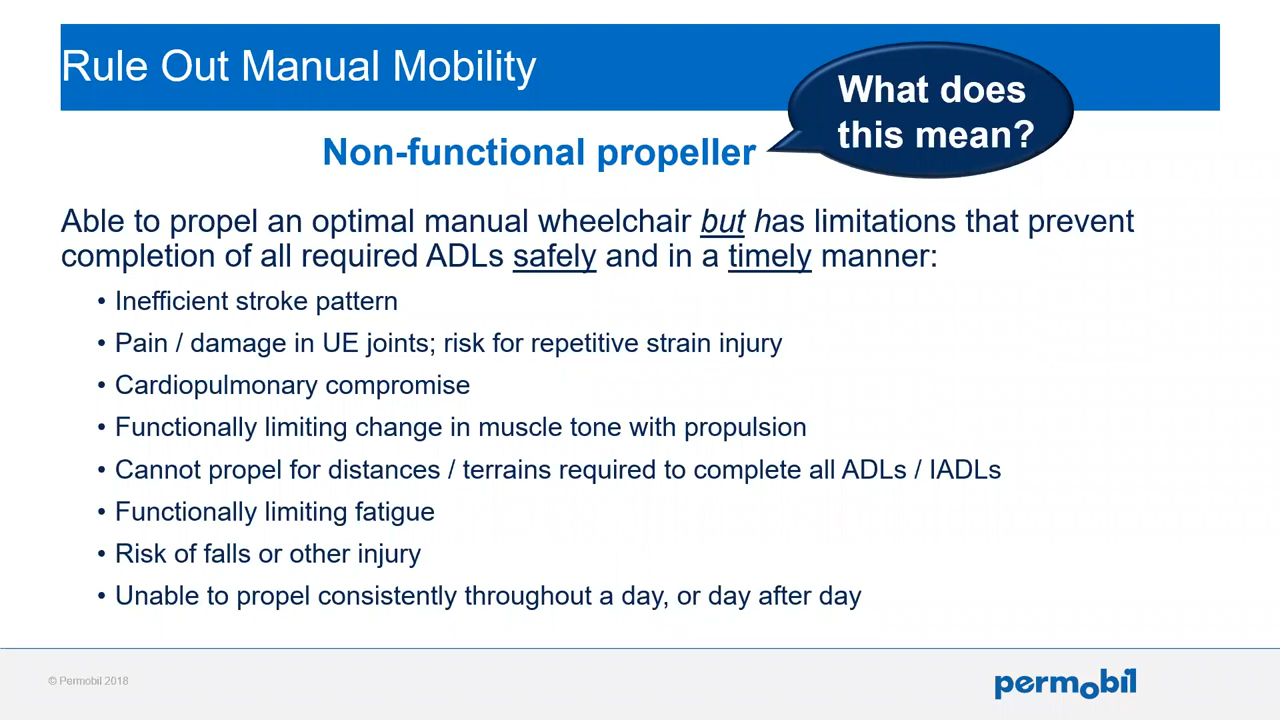 Rule Out Manual Mobility
What does
this mean?
Non-functional propeller
Able to propel an optimal manual wheelchair but has limitations that prevent
completion of all required ADLs safely and in a timely manner:
• Inefficient stroke pattern
• Pain / damage in UE joints; risk for repetitive strain injury
• Cardiopulmonary compromise
• Functionally limiting change in muscle tone with propulsion
• Cannot propel for distances / terrains required to complete all ADLs / IADLs
• Functionally limiting fatigue
• Risk of falls or other injury
• Unable to propel consistently throughout a day, or day after day
© Permobil 2018
permobil